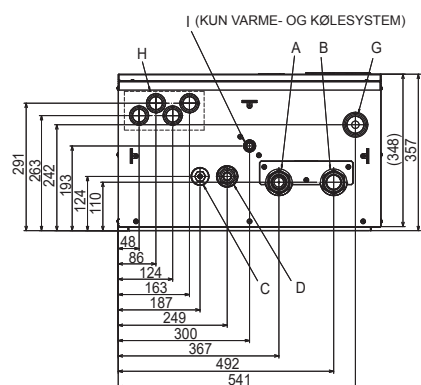 I (KUN VARME- OG KØLESYSTEM)
H
A
B
G
291
263
242
193
124
110
(348)
357
48
86
124
163
187
249
300
367
492
541
C
D